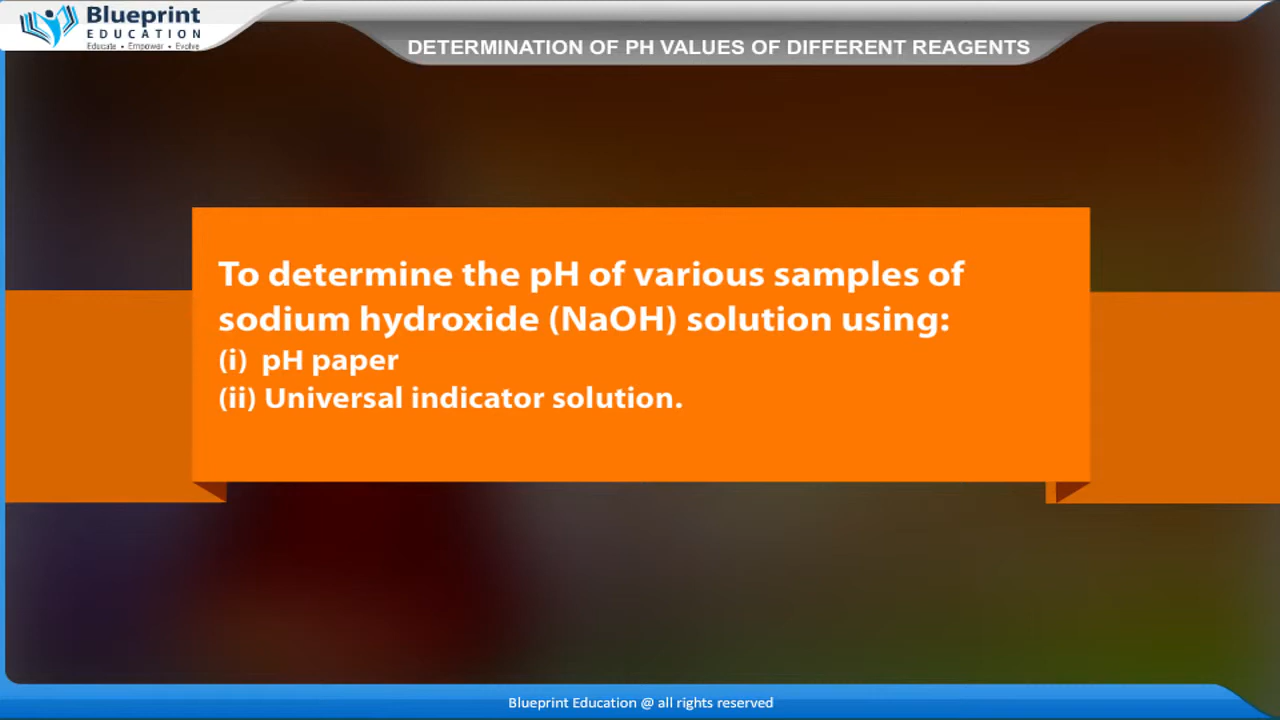 Blueprint
EDUCATION
Educate • Empower • Evolve
DETERMINATION OF PH VALUES OF DIFFERENT REAGENTS
To determine the pH of various samples of
sodium hydroxide (NaOH) solution using:
(i) pH paper
(ii) Universal indicator solution.
Blueprint Education @ all rights reserved